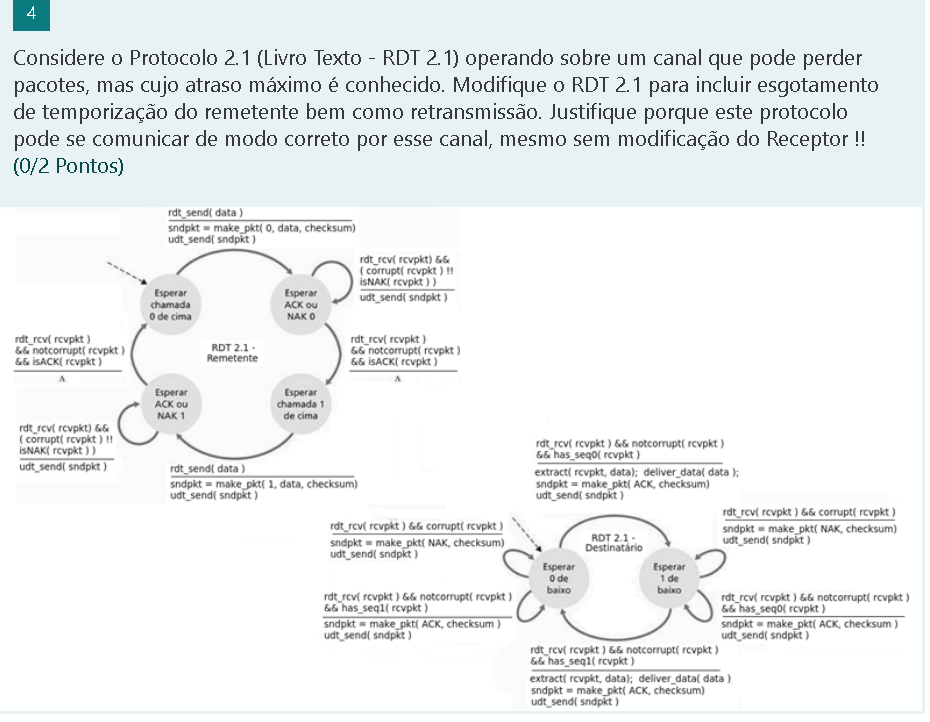 4
Considere o Protocolo 2.1 (Livro Texto - RDT 2.1) operando sobre um canal que pode perder
pacotes, mas cujo atraso máximo é conhecido. Modifique o RDT 2.1 para incluir esgotamento
de temporização do remetente bem como retransmissão. Justifique porque este protocolo
pode se comunicar de modo correto por esse canal, mesmo sem modificação do Receptor !!
(0/2 Pontos)
rdt_send( data )
sndpkt = make_pkt( 0, data, checksum)
udt_send( sndpkt )
rdt_rcv( rcvpkt) &&
( corrupt( rcvpkt ) !!
isNAK( rcvpkt ) )
udt_send( sndpkt )
Esperar
chamada
0 de cima
Esperar
ACK ou
NAK 0
rdt_rcv( rcvpkt )
&& notcorrupt( rcvpkt )
&& isACK( rcvpkt )
Λ
RDT 2.1 -
Remetente
rdt_rcv( rcvpkt )
&& notcorrupt( rcvpkt )
&& isACK( rcvpkt )
Λ
Esperar
ACK ou
NAK 1
Esperar
chamada 1
de cima
rdt_rcv( rcvpkt) &&
( corrupt( rcvpkt ) !!
isNAK( rcvpkt ) )
udt_send( sndpkt )
rdt_send( data )
sndpkt = make_pkt( 1, data, checksum)
udt_send( sndpkt )
rdt_rcv( rcvpkt ) && notcorrupt( rcvpkt )
&& has_seq0( rcvpkt )
extract( rcvpkt, data); deliver_data( data );
sndpkt = make_pkt( ACK, checksum )
udt_send( sndpkt )
rdt_rcv( rcvpkt ) && corrupt( rcvpkt )
sndpkt = make_pkt( NAK, checksum)
udt_send( sndpkt )
RDT 2.1 -
Destinatário
rdt_rcv( rcvpkt ) && corrupt( rcvpkt )
sndpkt = make_pkt( NAK, checksum )
udt_send( sndpkt )
Esperar
0 de
baixo
Esperar
1 de
baixo
rdt_rcv( rcvpkt ) && notcorrupt( rcvpkt )
&& has_seq1( rcvpkt )
sndpkt = make_pkt( ACK, checksum )
udt_send( sndpkt )
rdt_rcv( rcvpkt ) && notcorrupt( rcvpkt )
&& has_seq0( rcvpkt )
sndpkt = make_pkt( ACK, checksum )
udt_send( sndpkt )
rdt_rcv( rcvpkt ) && notcorrupt( rcvpkt )
&& has_seq1( rcvpkt )
extract( rcvpkt, data); deliver_data( data )
sndpkt = make_pkt( ACK, checksum )
udt_send( sndpkt )